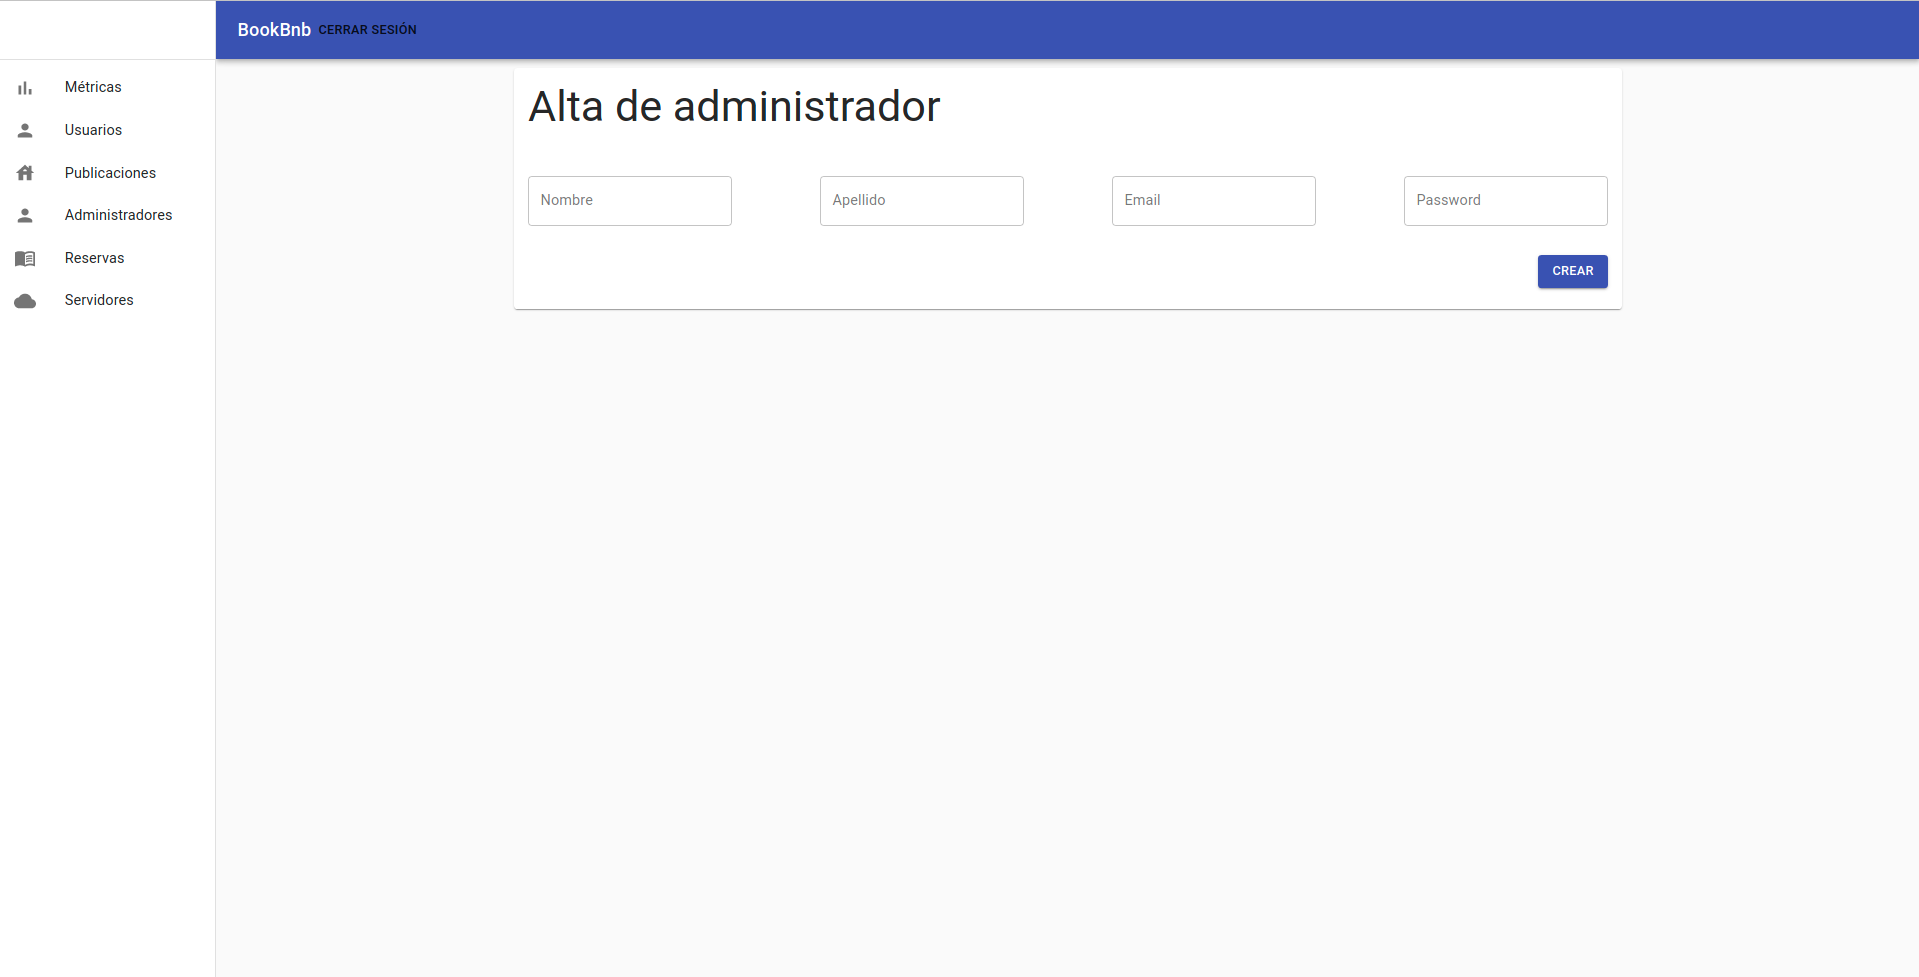 BookBnb CERRAR SESIÓN
Métricas
Usuarios
Publicaciones
Administradores
Reservas
Servidores
Alta de administrador
Nombre Apellido Email Password
CREAR